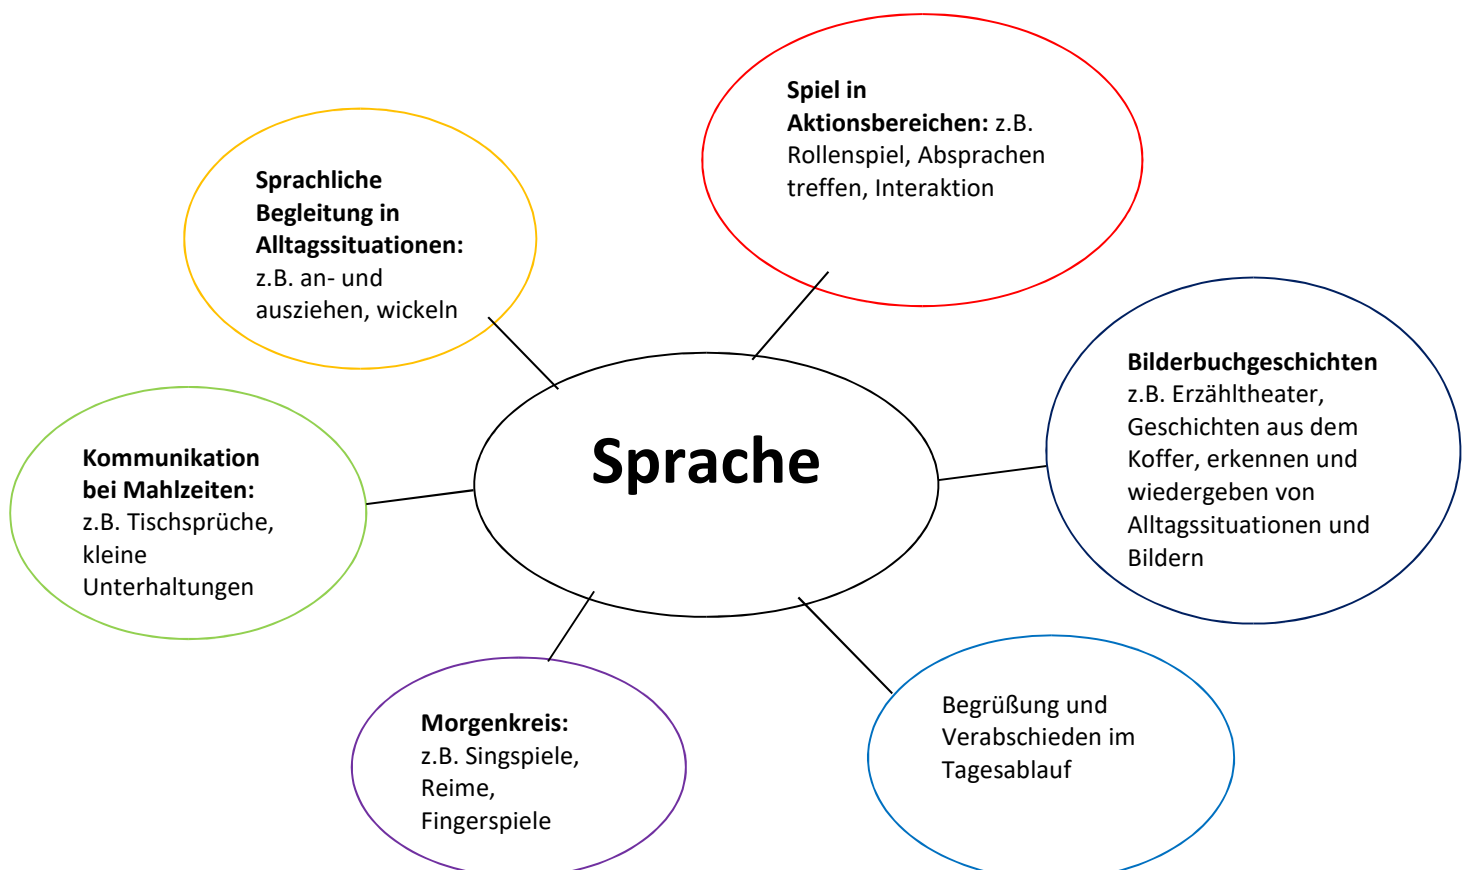 Spiel in
Aktionsbereichen: z.B.
Rollenspiel, Absprachen
treffen, Interaktion
Sprachliche
Begleitung in
Alltagssituationen:
z.B. an- und
ausziehen, wickeln
Bilderbuchgeschichten
z.B. Erzähltheater,
Geschichten aus dem
Koffer, erkennen und
wiedergeben von
Alltagssituationen und
Bildern
Sprache
Kommunikation
bei Mahlzeiten:
z.B. Tischsprüche,
kleine
Unterhaltungen
Morgenkreis:
z.B. Singspiele,
Reime,
Fingerspiele
Begrüßung und
Verabschieden im
Tagesablauf